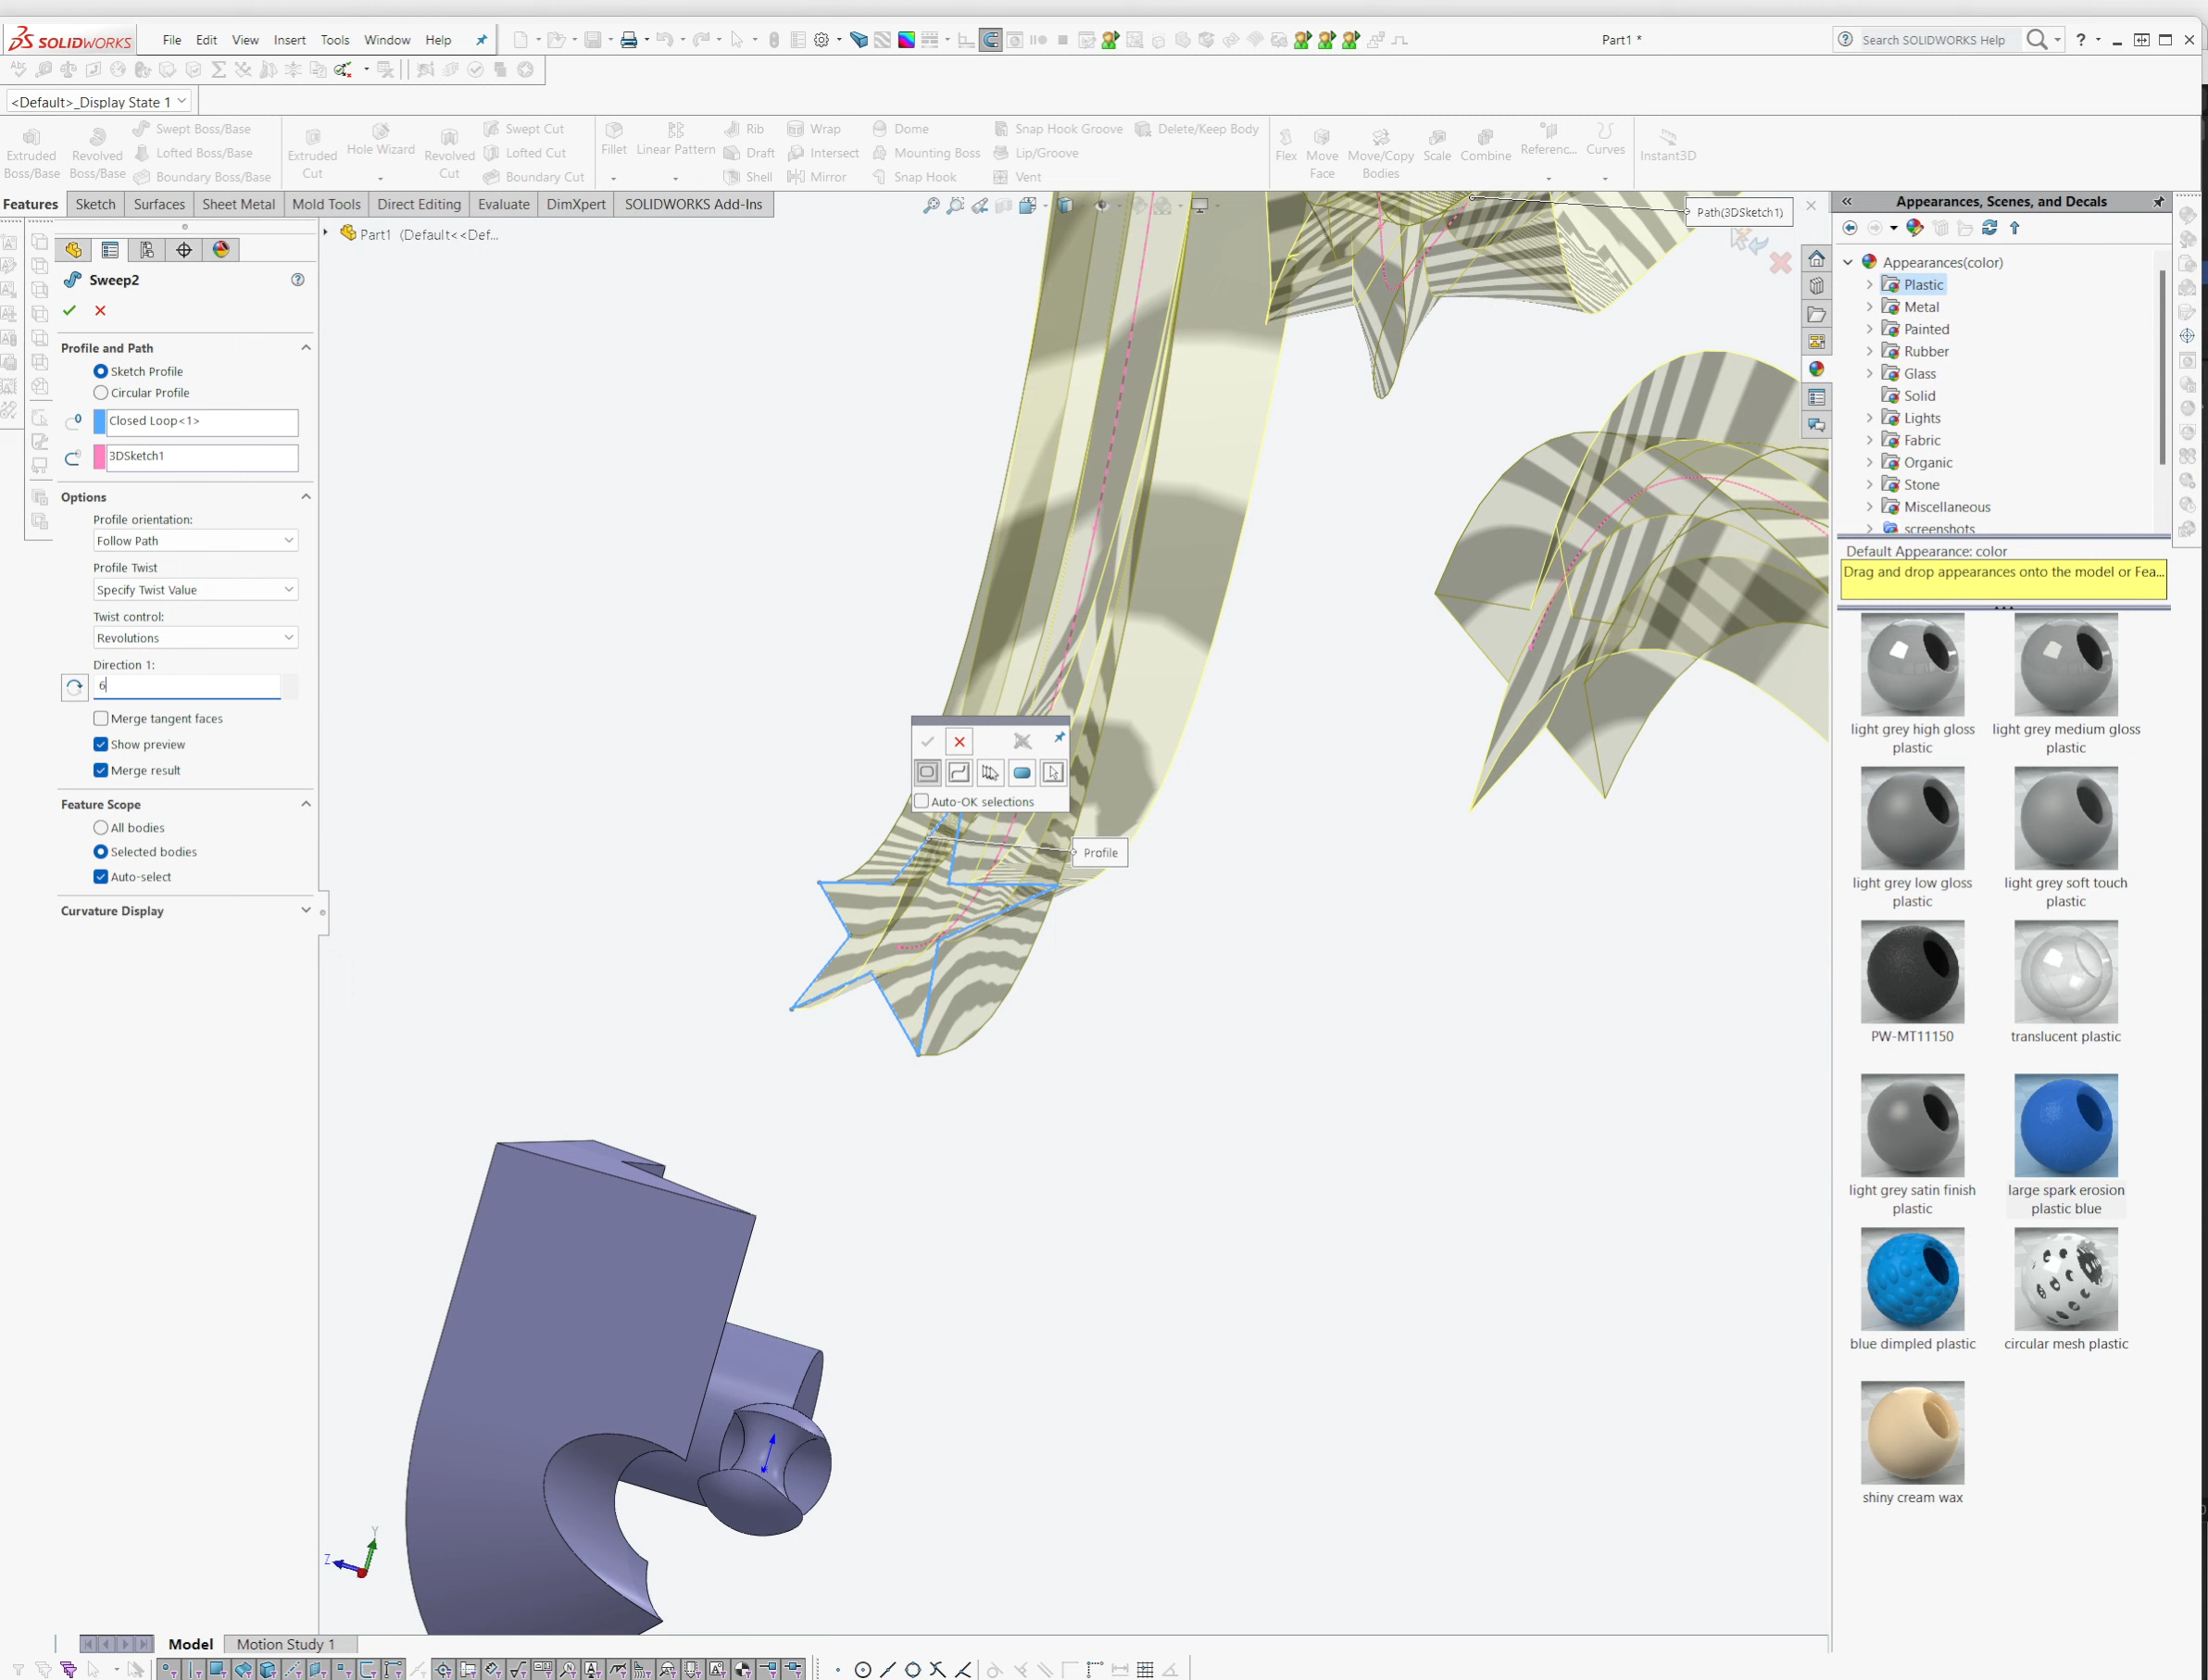 SOLIDWORKS
File Edit View Insert Tools Window Help
Part1 *
Search SOLIDWORKS Help
<Default>_Display State 1
Extruded Boss/Base
Revolved Boss/Base
Swept Boss/Base
Lofted Boss/Base
Boundary Boss/Base
Extruded Cut
Hole Wizard
Revolved Cut
Swept Cut
Lofted Cut
Boundary Cut
Fillet
Linear Pattern
Rib
Draft
Shell
Wrap
Intersect
Mirror
Dome
Mounting Boss
Snap Hook
Snap Hook Groove
Lip/Groove
Vent
Delete/Keep Body
Flex
Move Face
Move/Copy Bodies
Scale
Combine
Referenc...
Curves
Instant3D
Features Sketch Surfaces Sheet Metal Mold Tools Direct Editing Evaluate DimXpert SOLIDWORKS Add-Ins
Part1 (Default<<Def...
Sweep2
Profile and Path
Sketch Profile
Circular Profile
Closed Loop<1>
3DSketch1
Options
Profile orientation:
Follow Path
Profile Twist
Specify Twist Value
Twist control:
Revolutions
Direction 1:
6
Merge tangent faces
Show preview
Merge result
Feature Scope
All bodies
Selected bodies
Auto-select
Curvature Display
Path(3DSketch1)
Auto-OK selections
Profile
Y
Z
Appearances, Scenes, and Decals
Appearances(color)
Plastic
Metal
Painted
Rubber
Glass
Solid
Lights
Fabric
Organic
Stone
Miscellaneous
screenshots
Default Appearance: color
Drag and drop appearances onto the model or Fea...
light grey high gloss plastic
light grey medium gloss plastic
light grey low gloss plastic
light grey soft touch plastic
PW-MT11150
translucent plastic
light grey satin finish plastic
large spark erosion plastic blue
blue dimpled plastic
circular mesh plastic
shiny cream wax
Model Motion Study 1